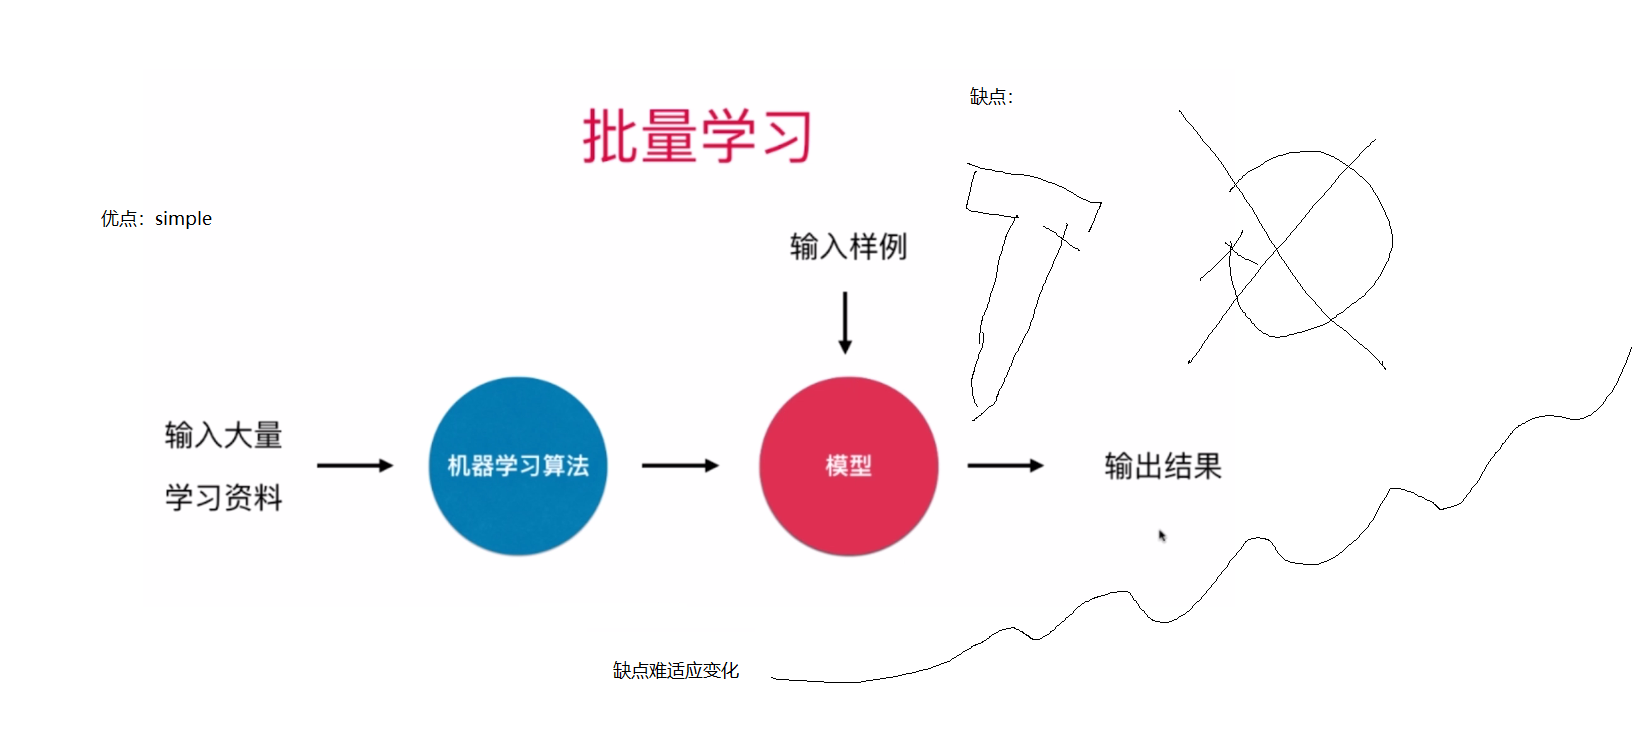 缺点：
批量学习
优点：simple
输入样例
输入大量
学习资料
机器学习算法
模型
输出结果
缺点难适应变化